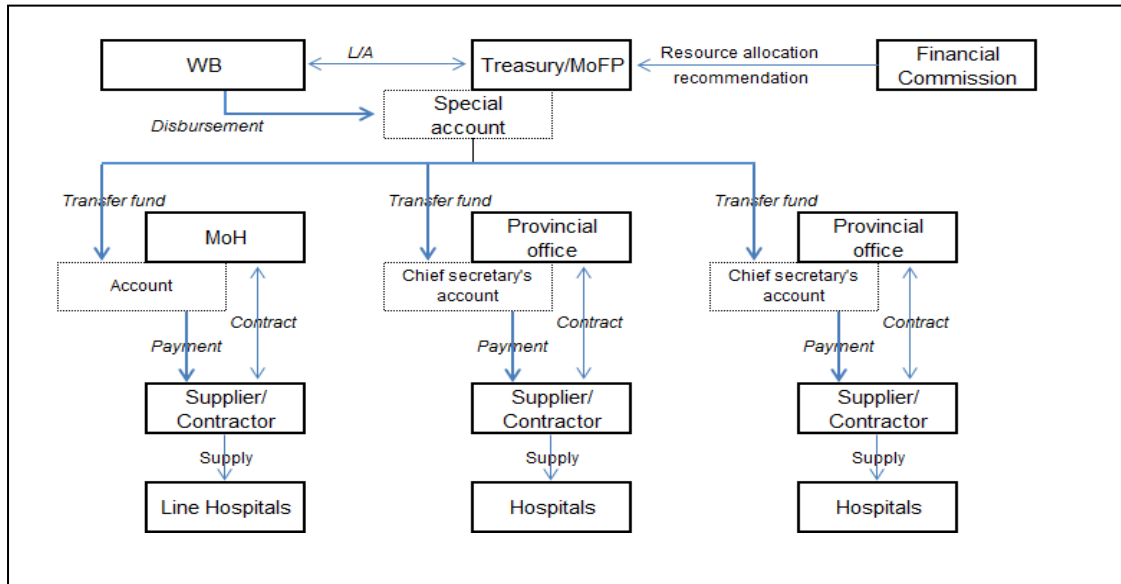 WB
L/A
Treasury/MoFP
Resource allocation
recommendation
Financial
Commission
Disbursement
Special
account
Transfer fund
Transfer fund
Transfer fund
MoH
Provincial
office
Provincial
office
Account
Chief secretary's
account
Chief secretary's
account
Payment
Contract
Payment
Contract
Payment
Contract
Supplier/
Contractor
Supplier/
Contractor
Supplier/
Contractor
Supply
Supply
Supply
Line Hospitals
Hospitals
Hospitals